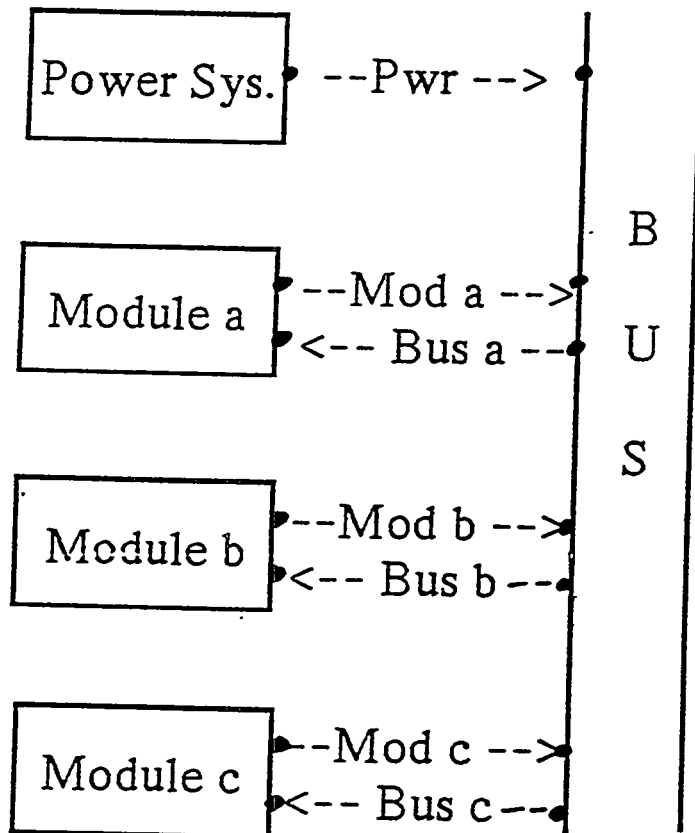 Power Sys. --Pwr -->
B
Module a --Mod a -->
<-- Bus a --
U
S
Module b --Mod b -->
<-- Bus b --
Module c --Mod c -->
<-- Bus c --